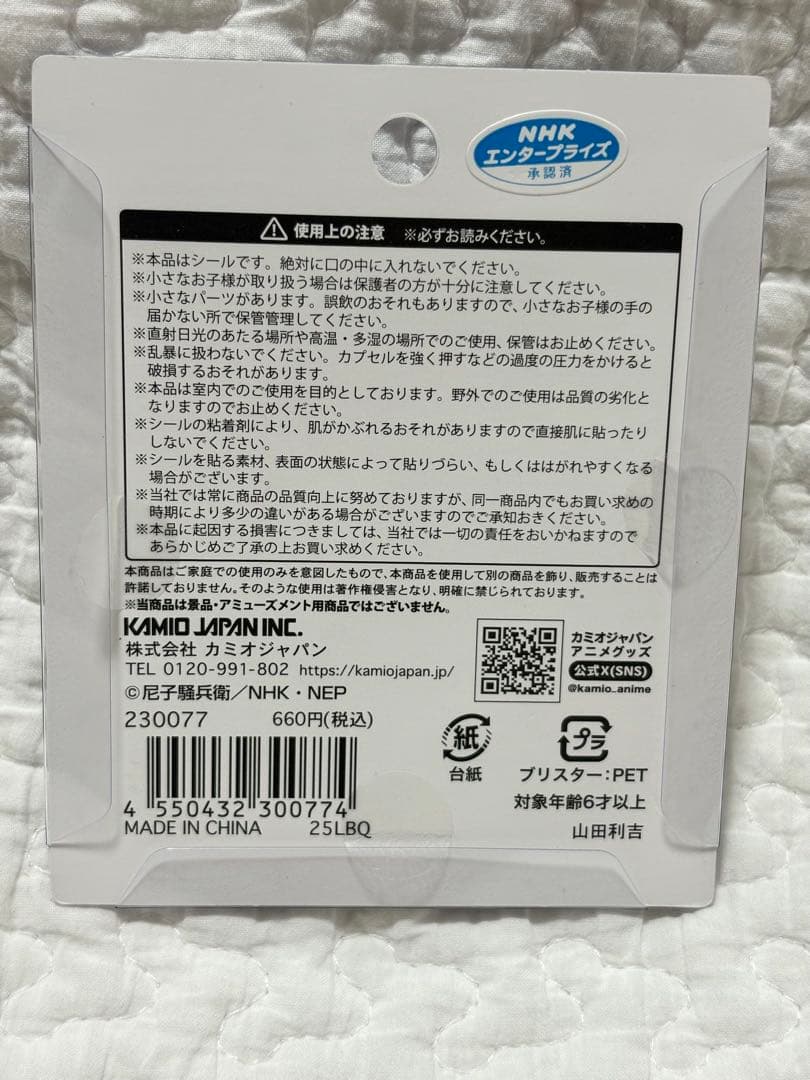 NHK
エンタープライズ
承認済
⚠ 使用上の注意 ※必ずお読みください。
※本品はシールです。絶対に口の中に入れないでください。
※小さなお子様が取り扱う場合は保護者の方が十分に注意してください。
※小さなパーツがあります。誤飲のおそれもありますので、小さなお子様の手の
届かない所で保管管理してください。
※直射日光のあたる場所や高温・多湿の場所でのご使用、保管はお止めください。
※乱暴に扱わないでください。カプセルを強く押すなどの過度の圧力をかけると
破損するおそれがあります。
※本品は室内でのご使用を目的としております。野外でのご使用は品質の劣化と
なりますのでお止めください。
※シールの粘着剤により、肌がかぶれるおそれがありますので直接肌に貼ったり
しないでください。
※シールを貼る素材、表面の状態によって貼りづらい、もしくははがれやすくなる
場合がございます。
※当社では常に商品の品質向上に努めておりますが、同一商品内でもお買い求めの
時期により多少の違いがある場合がございますのでご承知おきください。
※本品に起因する損害につきましては、当社では一切の責任をおいかねますので
あらかじめご了承の上お買い求めください。
本商品はご家庭での使用のみを意図したもので、本商品を使用して別の商品を飾り、販売することは
許諾しておりません。そのような使用は著作権侵害となり、明確に禁じられております。
※当商品は景品・アミューズメント用商品ではございません。
KAMIO JAPAN INC.
株式会社 カミオジャパン
TEL 0120-991-802 https://kamiojapan.jp/
©尼子騒兵衛／NHK・NEP
カミオジャパン
アニメグッズ
公式X(SNS)
@kamio_anime
230077 660円(税込)
4 550432 300774
MADE IN CHINA 25LBQ
紙
台紙
プラ
ブリスター：PET
対象年齢6才以上
山田利吉